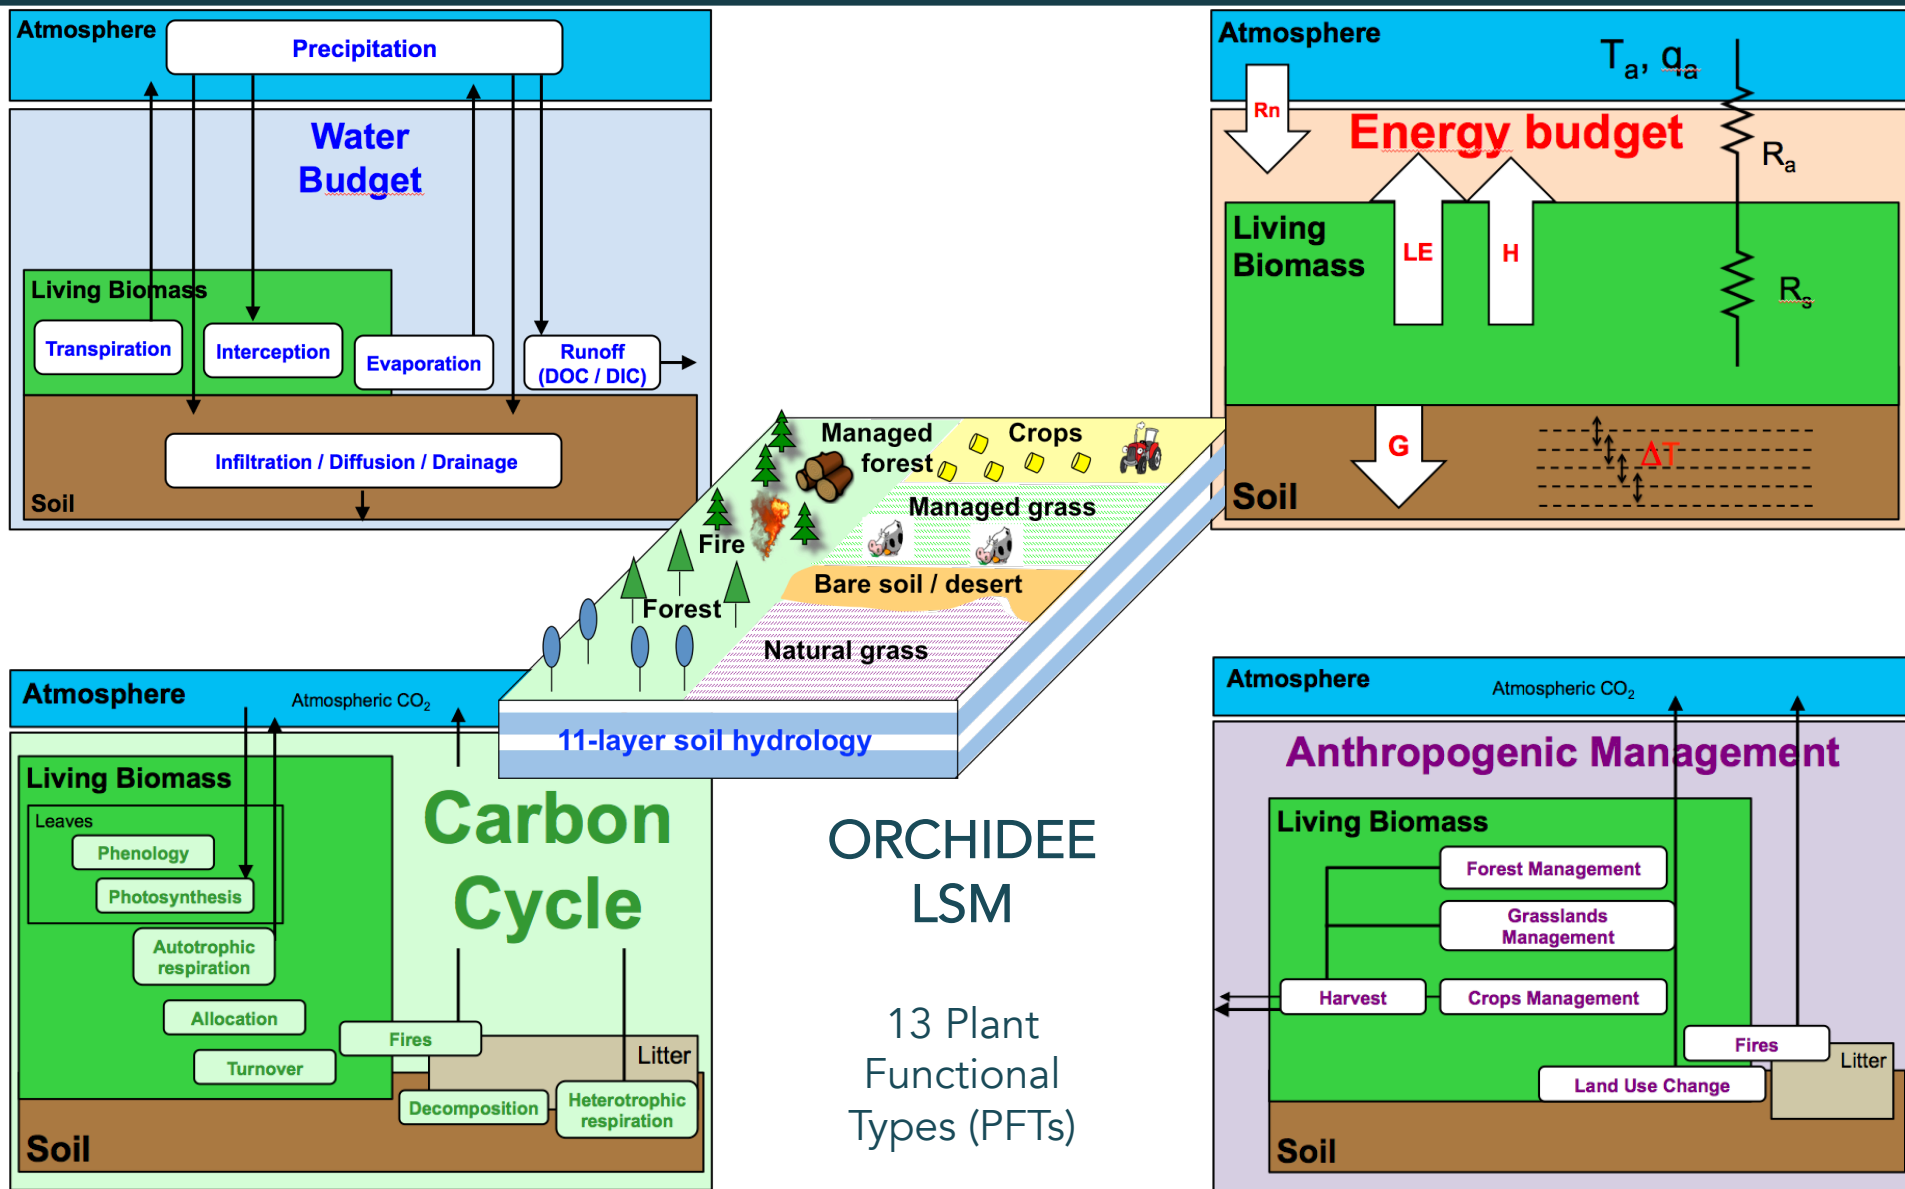 Atmosphere
Precipitation
Water
Budget
Living Biomass
Transpiration
Interception
Evaporation
Runoff
(DOC / DIC)
Infiltration / Diffusion / Drainage
Soil
Atmosphere
Tₐ, qₐ
Rn
Energy budget
Rₐ
Living
Biomass
LE
H
Rₛ
G
ΔT
Soil
Managed
forest
Crops
Managed grass
Fire
Bare soil / desert
Forest
Natural grass
11-layer soil hydrology
Atmosphere
Atmospheric CO₂
Living Biomass
Leaves
Phenology
Photosynthesis
Carbon
Cycle
Autotrophic
respiration
Allocation
Fires
Turnover
Litter
Decomposition
Heterotrophic
respiration
Soil
ORCHIDEE
LSM
13 Plant
Functional
Types (PFTs)
Atmosphere
Atmospheric CO₂
Anthropogenic Management
Living Biomass
Forest Management
Grasslands
Management
Harvest
Crops Management
Fires
Litter
Land Use Change
Soil